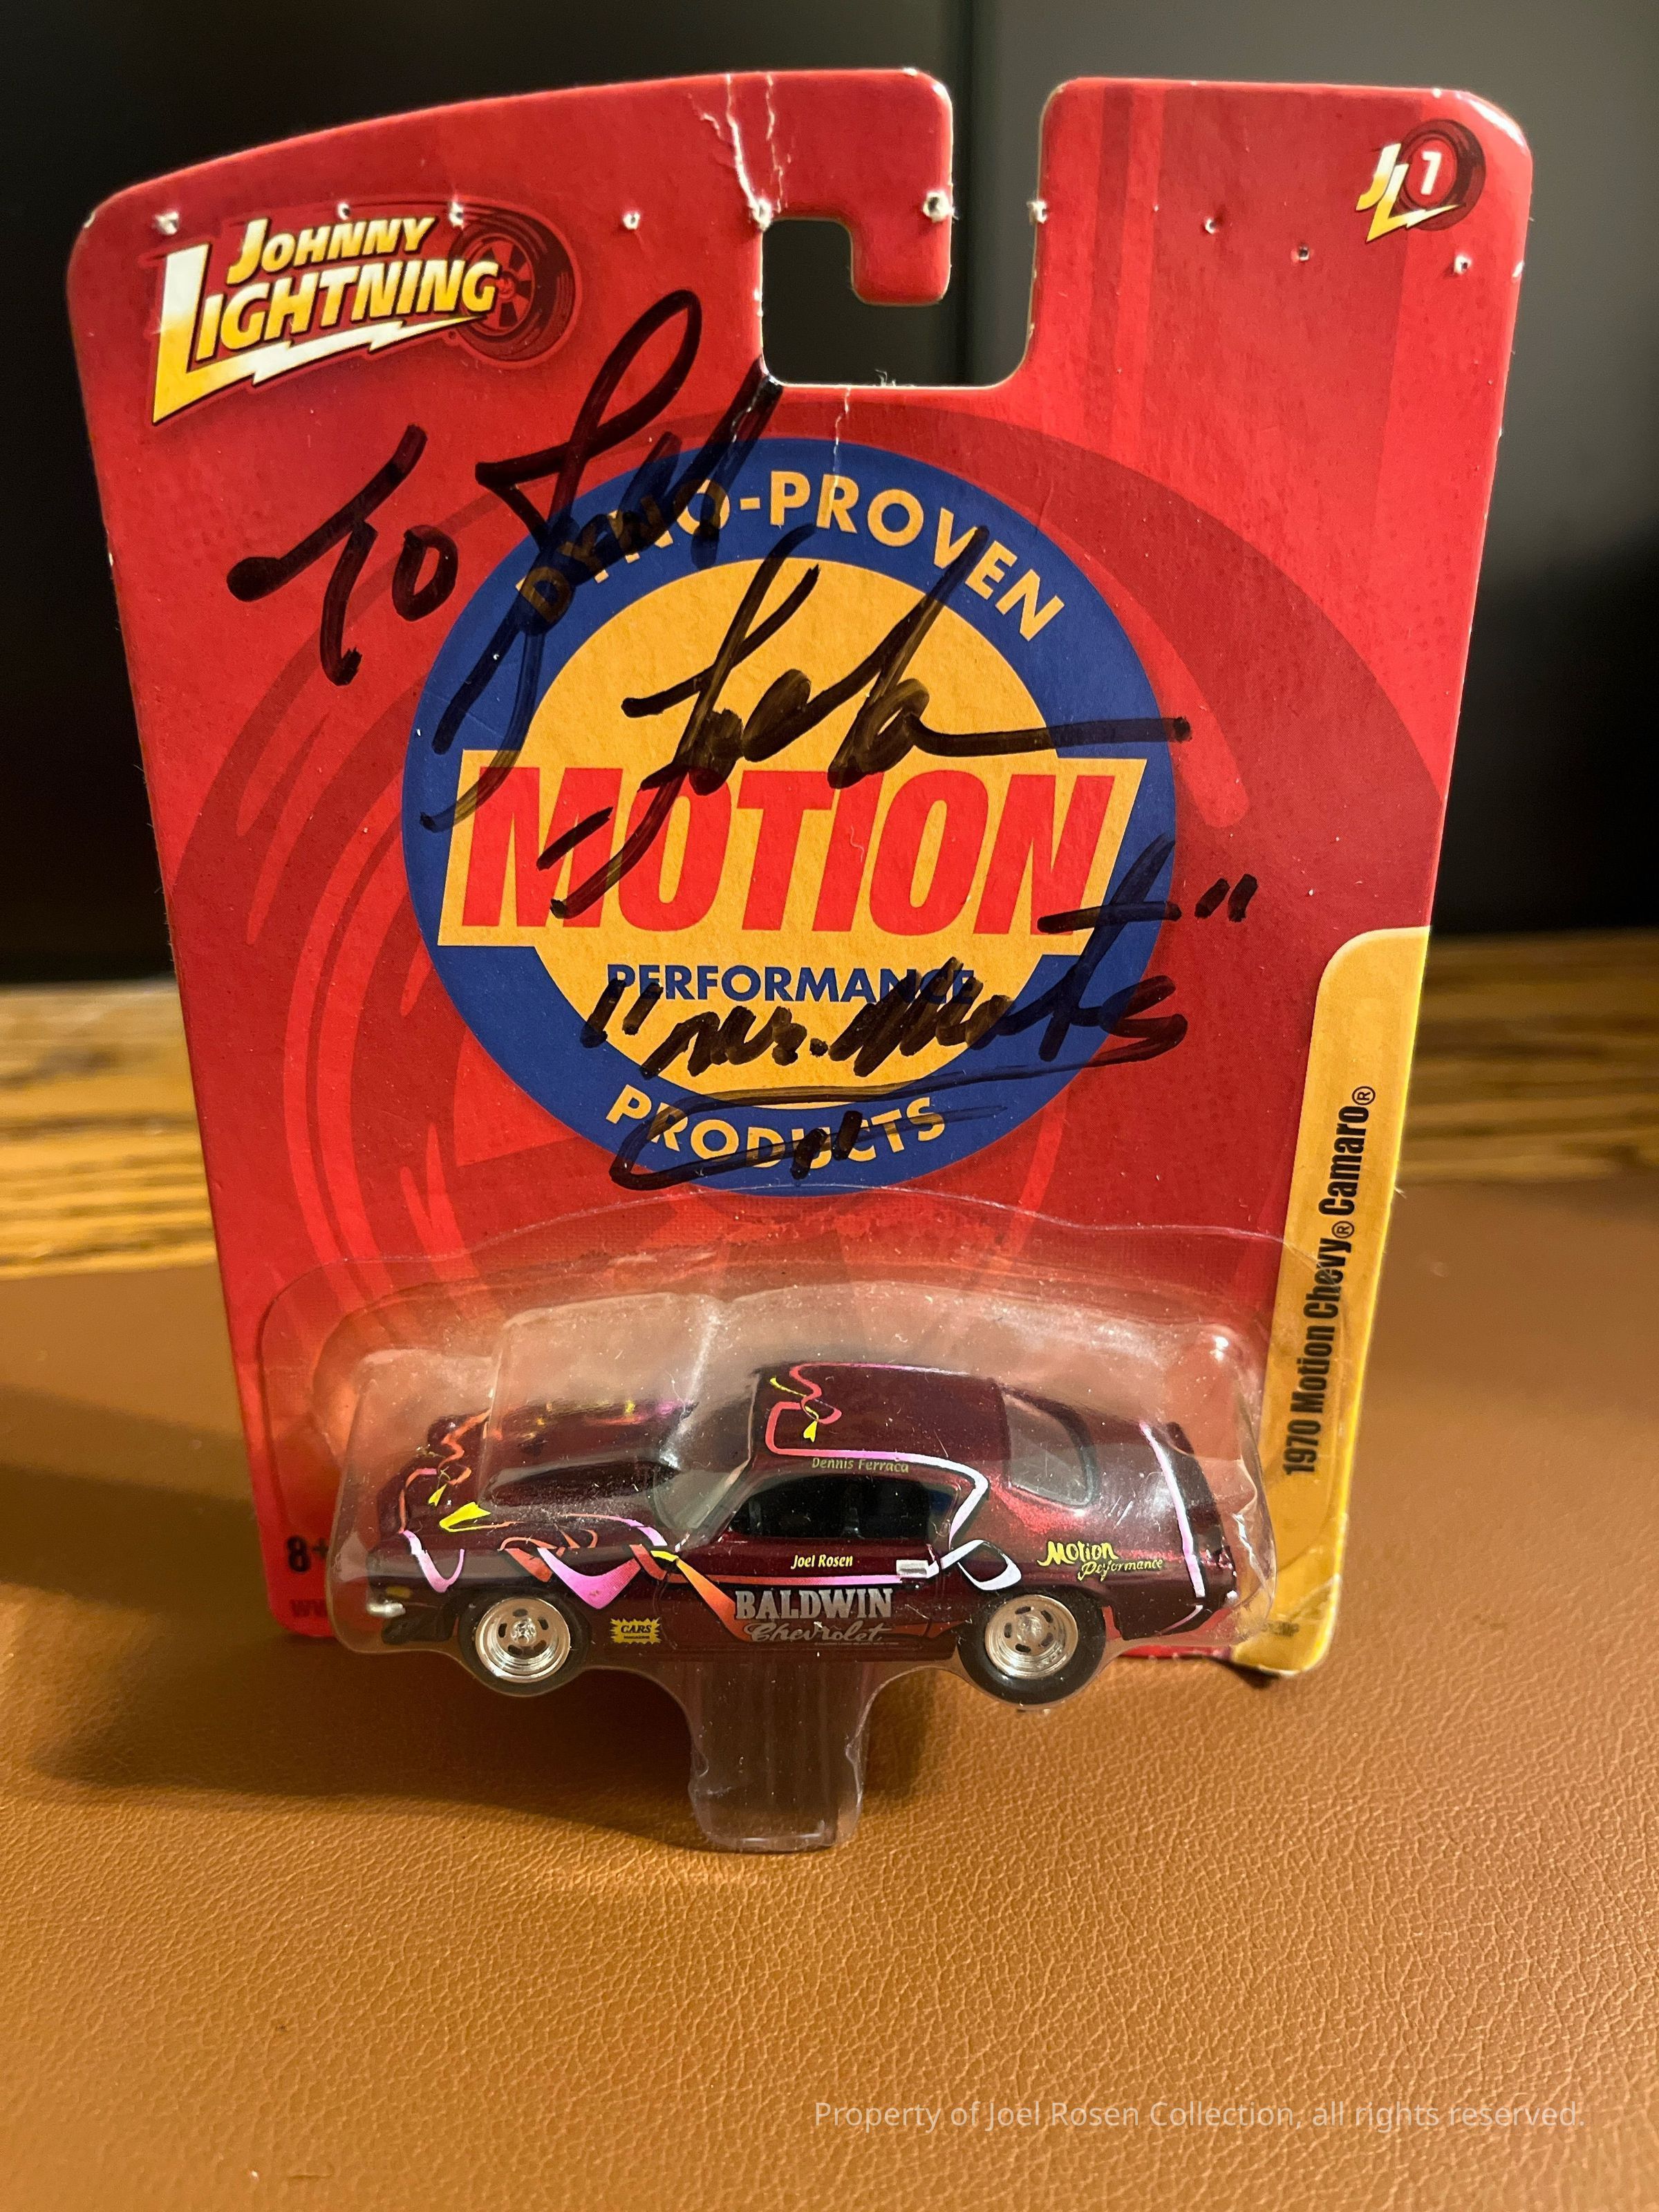 JOHNNY
LIGHTNING
JL 7
To
DYNO-PROVEN
MOTION
PERFORMANCE
"Mr.
PRODUCTS
1970 Motion Chevy® Camaro®
8+
Dennis Ferraca
Joel Rosen
Motion
Performance
BALDWIN
Chevrolet
CARS
Property of Joel Rosen Collection, all rights reserved.